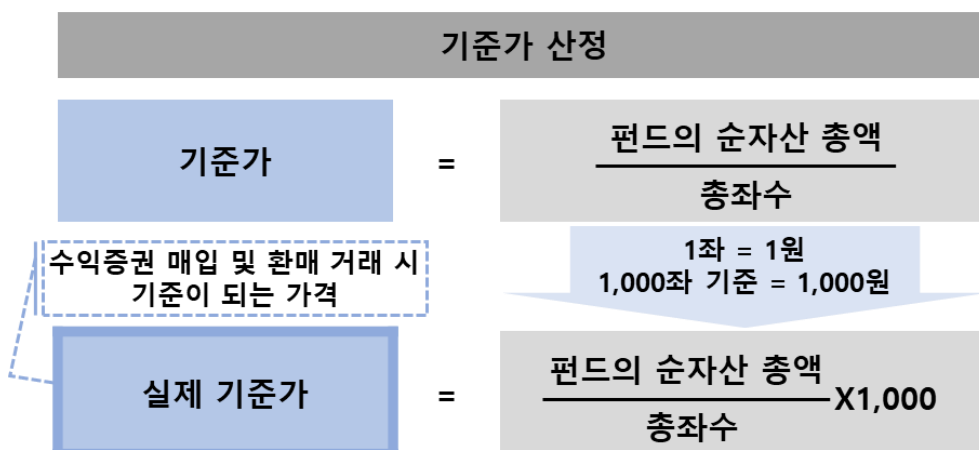 기준가 산정
기준가
=
펀드의 순자산 총액
총좌수
수익증권 매입 및 환매 거래 시
기준이 되는 가격
1좌 = 1원
1,000좌 기준 = 1,000원
실제 기준가
=
펀드의 순자산 총액
총좌수
X1,000